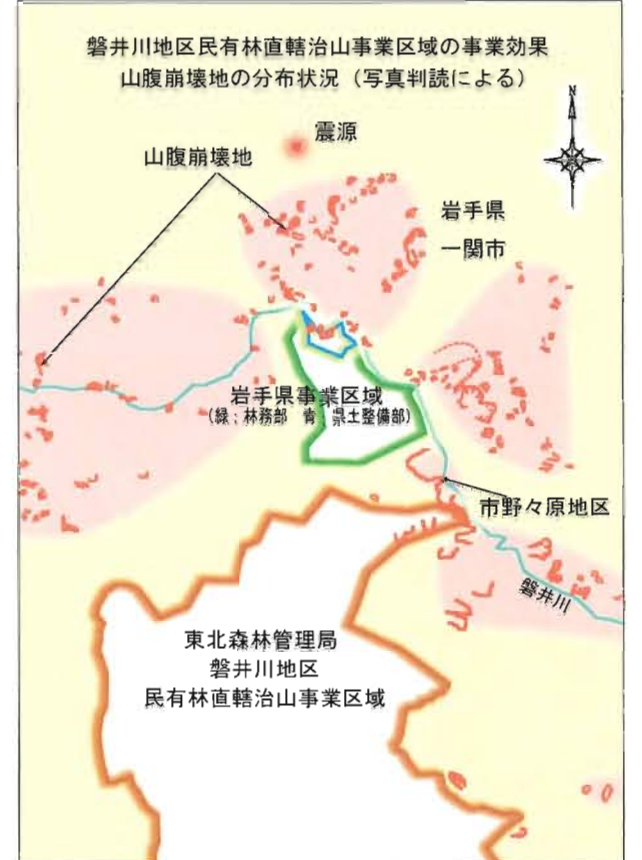 磐井川地区民有林直轄治山事業区域の事業効果
山腹崩壊地の分布状況（写真判読による）
N
震源
山腹崩壊地
岩手県
一関市
岩手県事業区域
（緑：林務部　青：県土整備部）
市野々原地区
磐井川
東北森林管理局
磐井川地区
民有林直轄治山事業区域